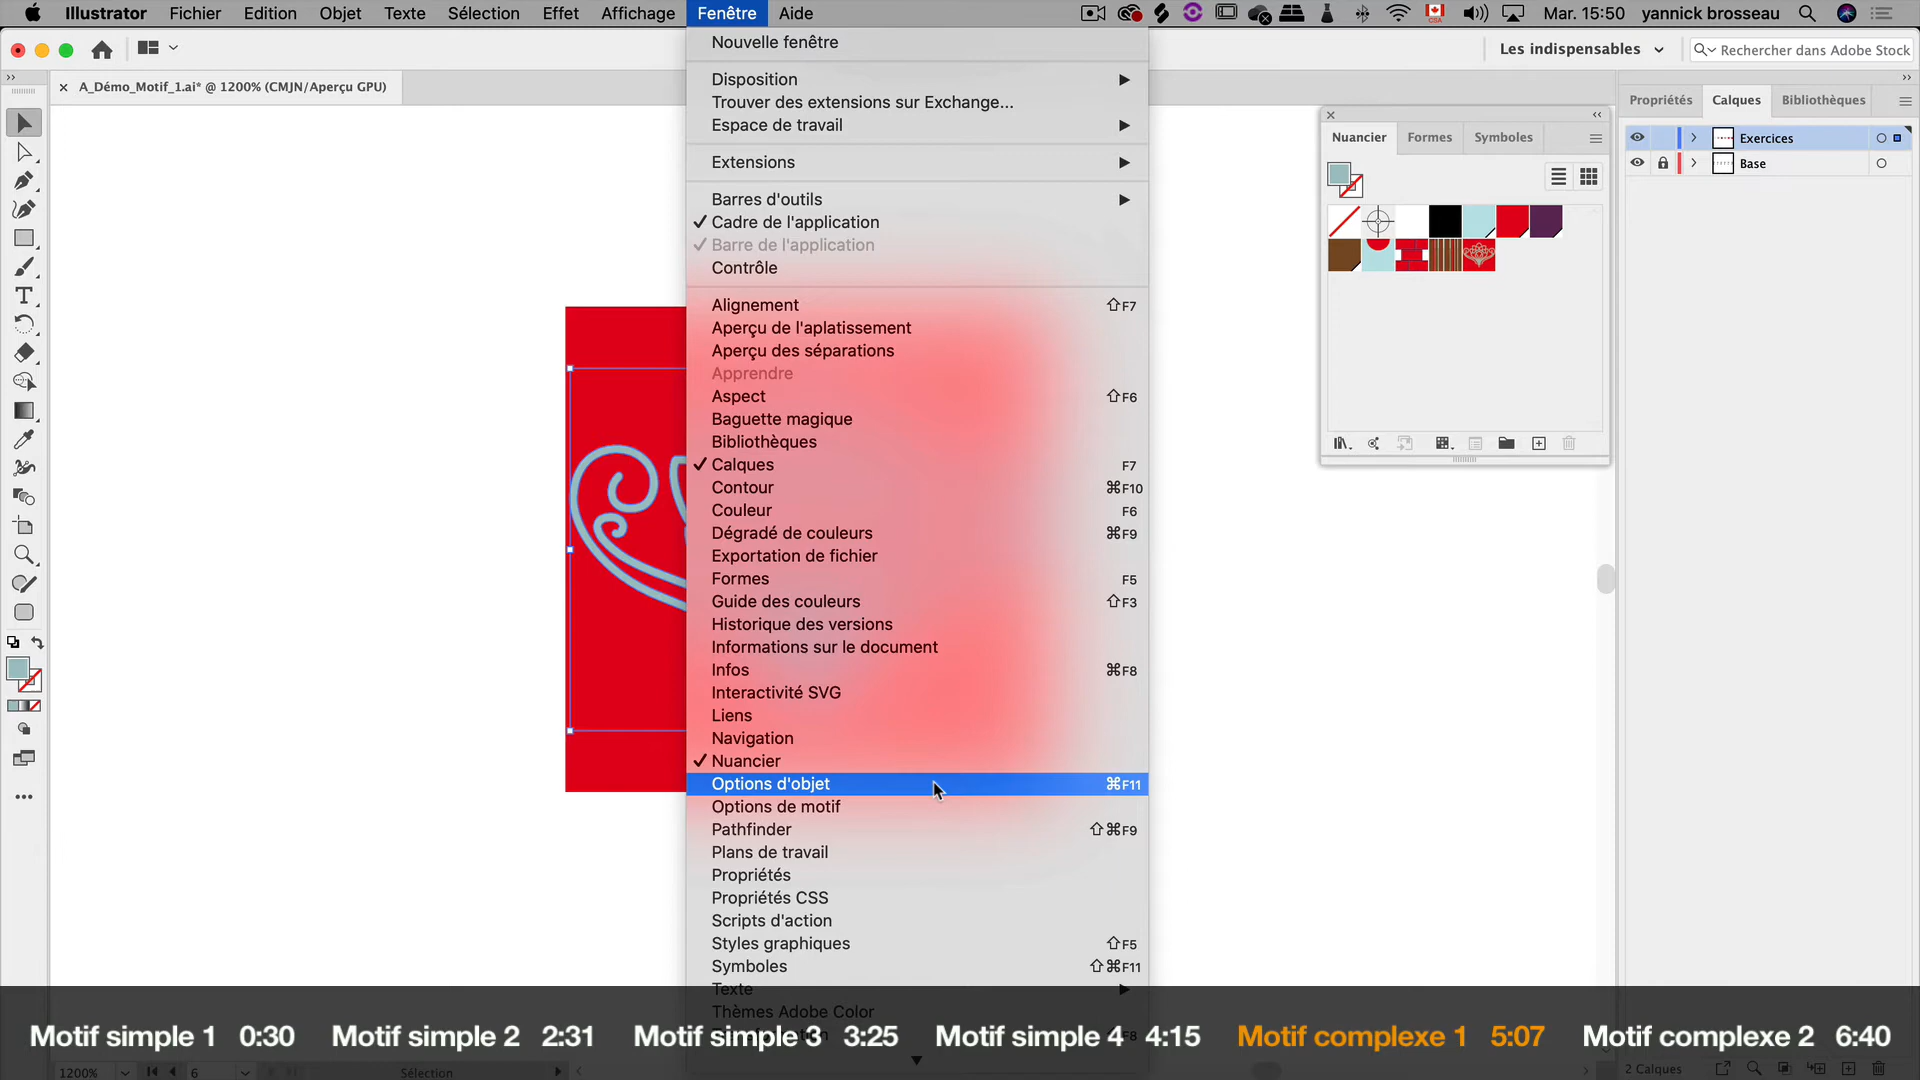 Illustrator Fichier Edition Objet Texte Sélection Effet Affichage Fenêtre Aide
Mar. 15:50 yannick brosseau
Les indispensables
Rechercher dans Adobe Stock
A_Démo_Motif_1.ai* @ 1200% (CMJN/Aperçu GPU)
Nouvelle fenêtre
Disposition
Trouver des extensions sur Exchange...
Espace de travail
Extensions
Barres d'outils
Cadre de l'application
Barre de l'application
Contrôle
Alignement ⇧F7
Aperçu de l'aplatissement
Aperçu des séparations
Apprendre
Aspect ⇧F6
Baguette magique
Bibliothèques
Calques F7
Contour ⌘F10
Couleur F6
Dégradé de couleurs ⌘F9
Exportation de fichier
Formes F5
Guide des couleurs ⇧F3
Historique des versions
Informations sur le document
Infos ⌘F8
Interactivité SVG
Liens
Navigation
Nuancier
Options d'objet ⌘F11
Options de motif
Pathfinder ⇧⌘F9
Plans de travail
Propriétés
Propriétés CSS
Scripts d'action
Styles graphiques ⇧F5
Symboles ⇧⌘F11
Texte
Thèmes Adobe Color
Nuancier Formes Symboles
Propriétés Calques Bibliothèques
Exercices
Base
Motif simple 1 0:30 Motif simple 2 2:31 Motif simple 3 3:25 Motif simple 4 4:15 Motif complexe 1 5:07 Motif complexe 2 6:40
1200% 6 Sélection
2 Calques